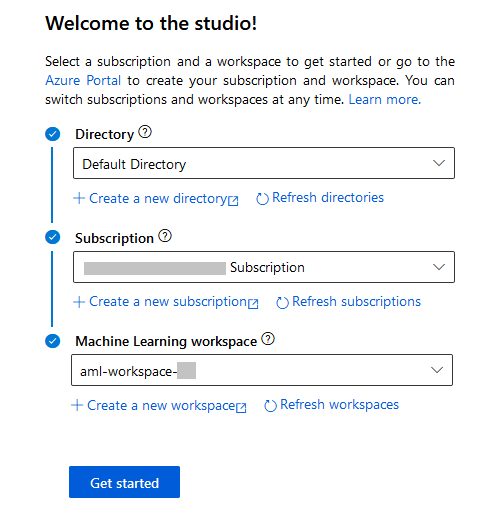 Welcome to the studio!
Select a subscription and a workspace to get started or go to the
Azure Portal to create your subscription and workspace. You can
switch subscriptions and workspaces at any time. Learn more.
Directory
Default Directory
Create a new directory Refresh directories
Subscription
Subscription
Create a new subscription Refresh subscriptions
Machine Learning workspace
aml-workspace-
Create a new workspace Refresh workspaces
Get started